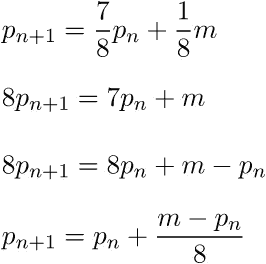 p_{n+1} = \frac{7}{8}p_n + \frac{1}{8}m
8p_{n+1} = 7p_n + m
8p_{n+1} = 8p_n + m - p_n
p_{n+1} = p_n + \frac{m - p_n}{8}